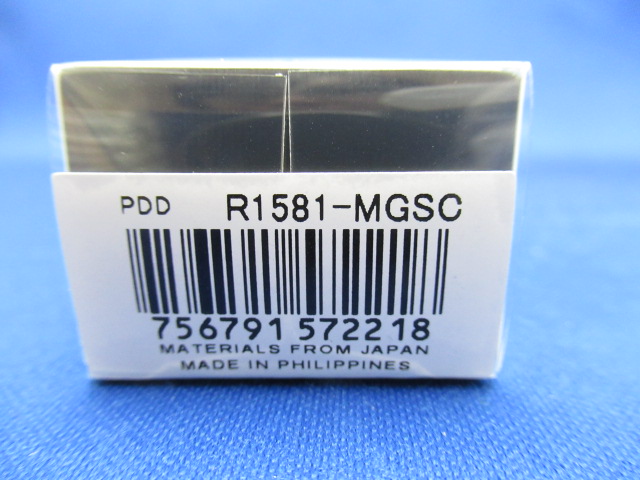 PDD R1581-MGSC
756791 572218
MATERIALS FROM JAPAN
MADE IN PHILIPPINES